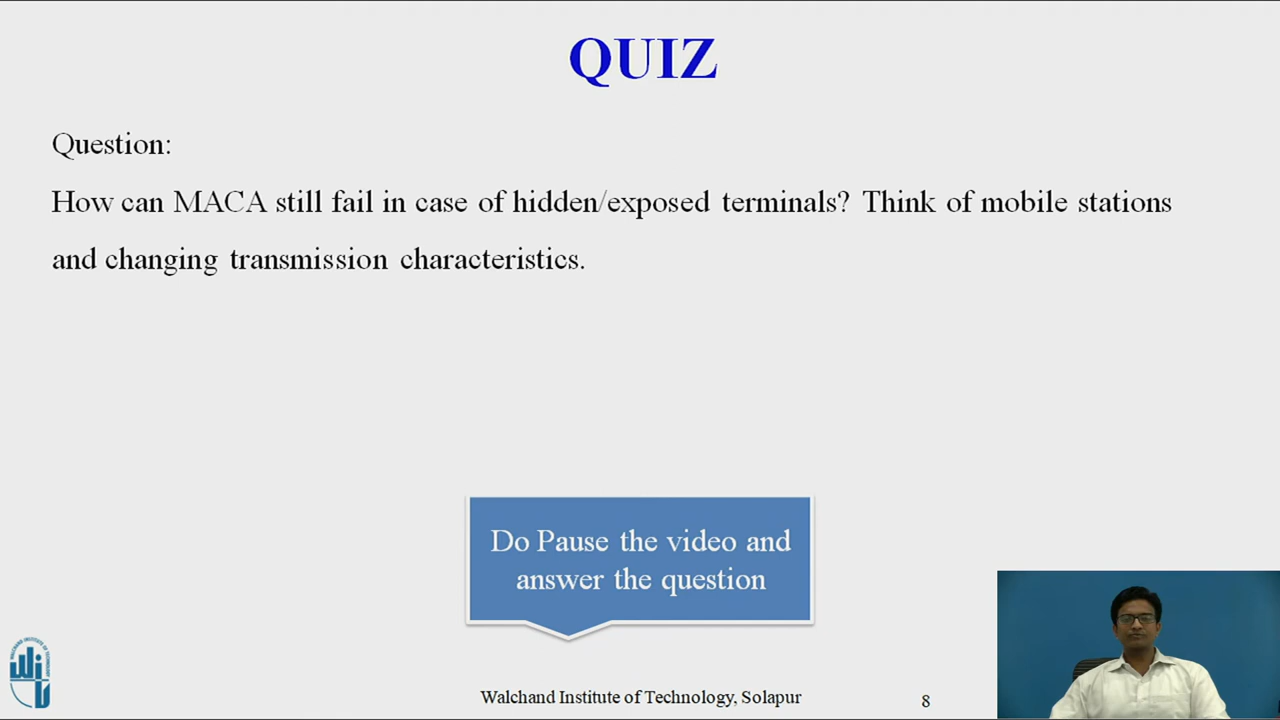 QUIZ
Question:
How can MACA still fail in case of hidden/exposed terminals? Think of mobile stations
and changing transmission characteristics.
Do Pause the video and
answer the question
Walchand Institute of Technology, Solapur
8